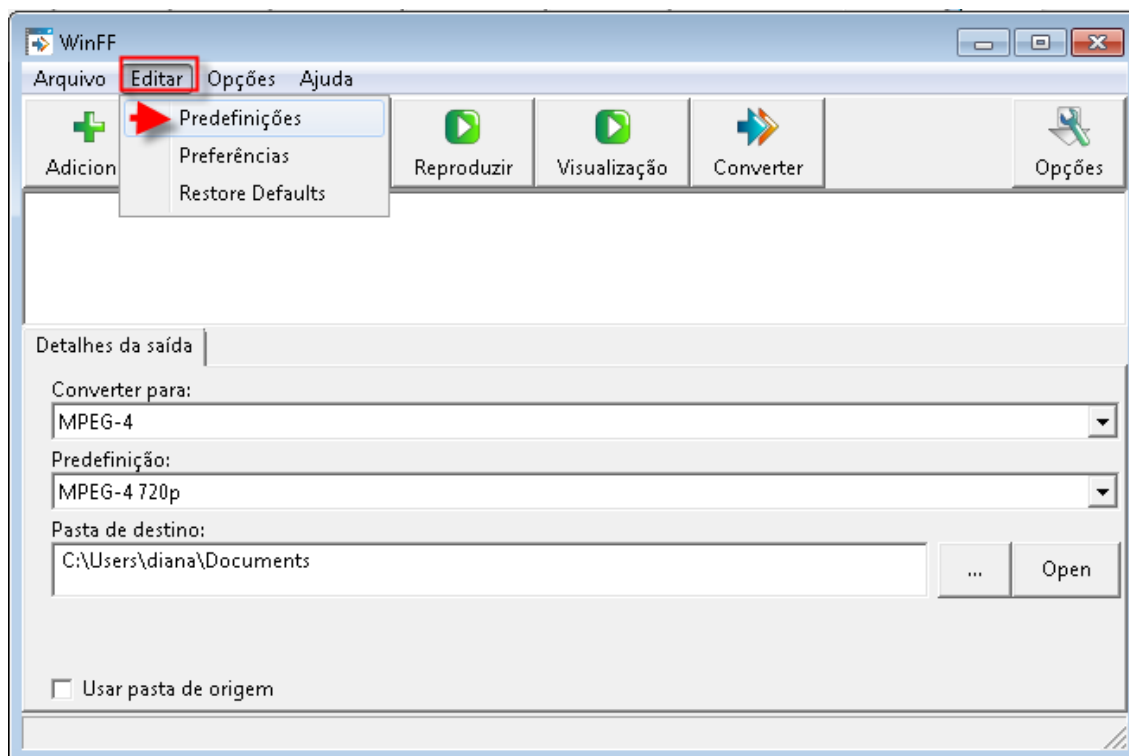 WinFF
Arquivo Editar Opções Ajuda
Predefinições
Preferências
Restore Defaults
Adicion
Reproduzir
Visualização
Converter
Opções
Detalhes da saída
Converter para:
MPEG-4
Predefinição:
MPEG-4 720p
Pasta de destino:
C:\Users\diana\Documents
... Open
Usar pasta de origem